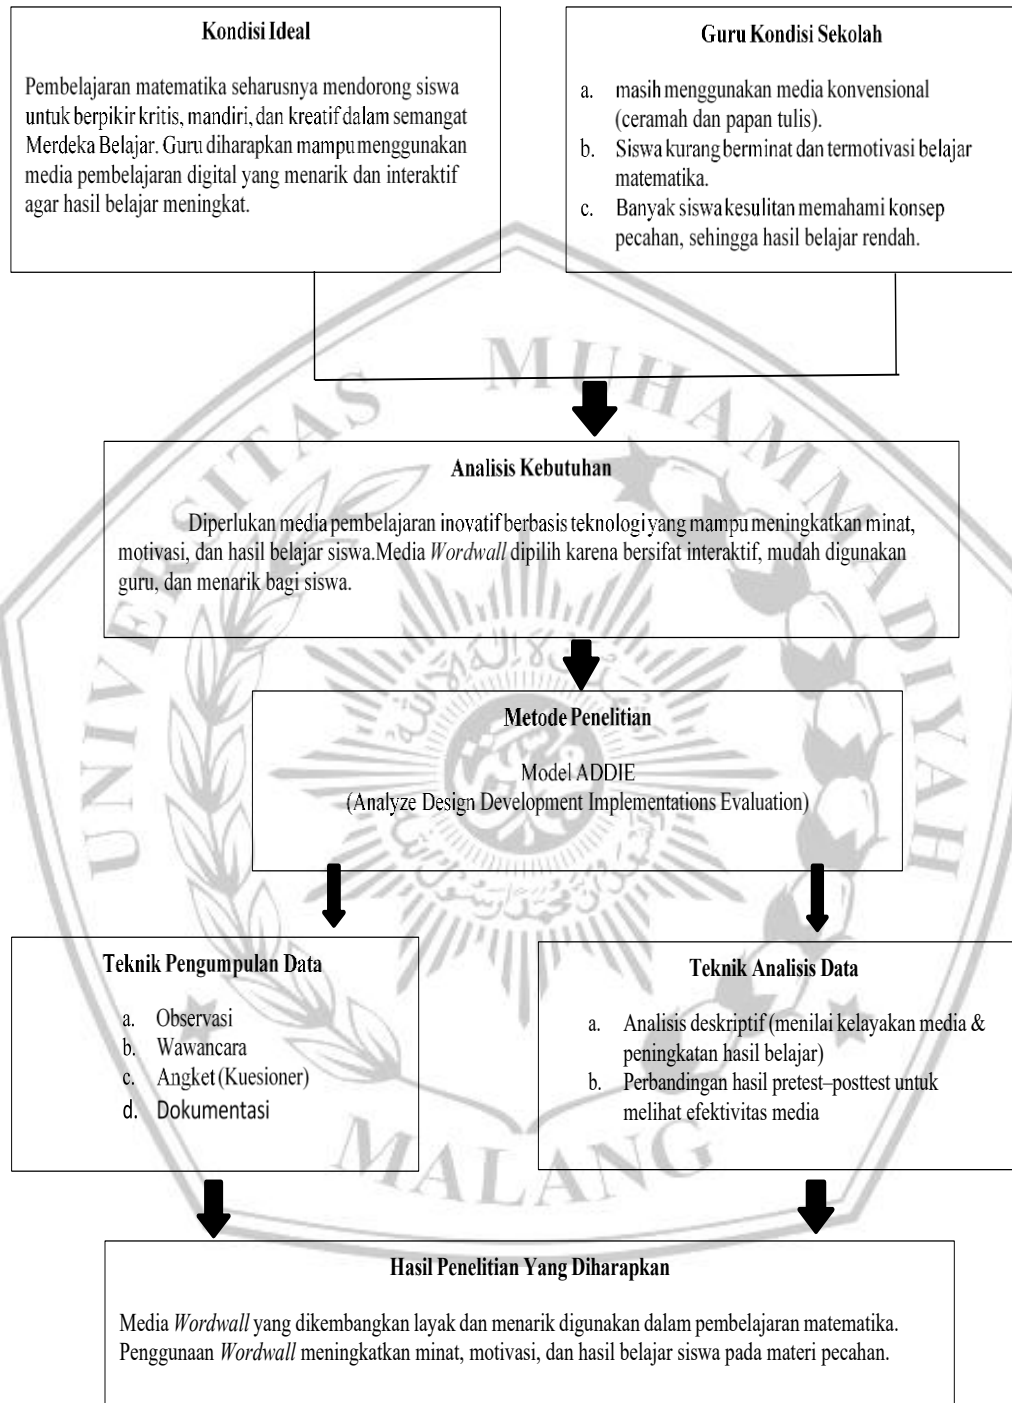 Kondisi Ideal
Pembelajaran matematika seharusnya mendorong siswa
untuk berpikir kritis, mandiri, dan kreatif dalam semangat
Merdeka Belajar. Guru diharapkan mampu menggunakan
media pembelajaran digital yang menarik dan interaktif
agar hasil belajar meningkat.
Guru Kondisi Sekolah
a. masih menggunakan media konvensional
(ceramah dan papan tulis).
b. Siswa kurang berminat dan termotivasi belajar
matematika.
c. Banyak siswa kesulitan memahami konsep
pecahan, sehingga hasil belajar rendah.
UNIVERSITAS MUHAMMADIYAH
Analisis Kebutuhan
Diperlukan media pembelajaran inovatif berbasis teknologi yang mampu meningkatkan minat,
motivasi, dan hasil belajar siswa.Media Wordwall dipilih karena bersifat interaktif, mudah digunakan
guru, dan menarik bagi siswa.
Metode Penelitian
Model ADDIE
(Analyze Design Development Implementations Evaluation)
Teknik Pengumpulan Data
a. Observasi
b. Wawancara
c. Angket (Kuesioner)
d. Dokumentasi
Teknik Analisis Data
a. Analisis deskriptif (menilai kelayakan media &
peningkatan hasil belajar)
b. Perbandingan hasil pretest–posttest untuk
melihat efektivitas media
MALANG
Hasil Penelitian Yang Diharapkan
Media Wordwall yang dikembangkan layak dan menarik digunakan dalam pembelajaran matematika.
Penggunaan Wordwall meningkatkan minat, motivasi, dan hasil belajar siswa pada materi pecahan.